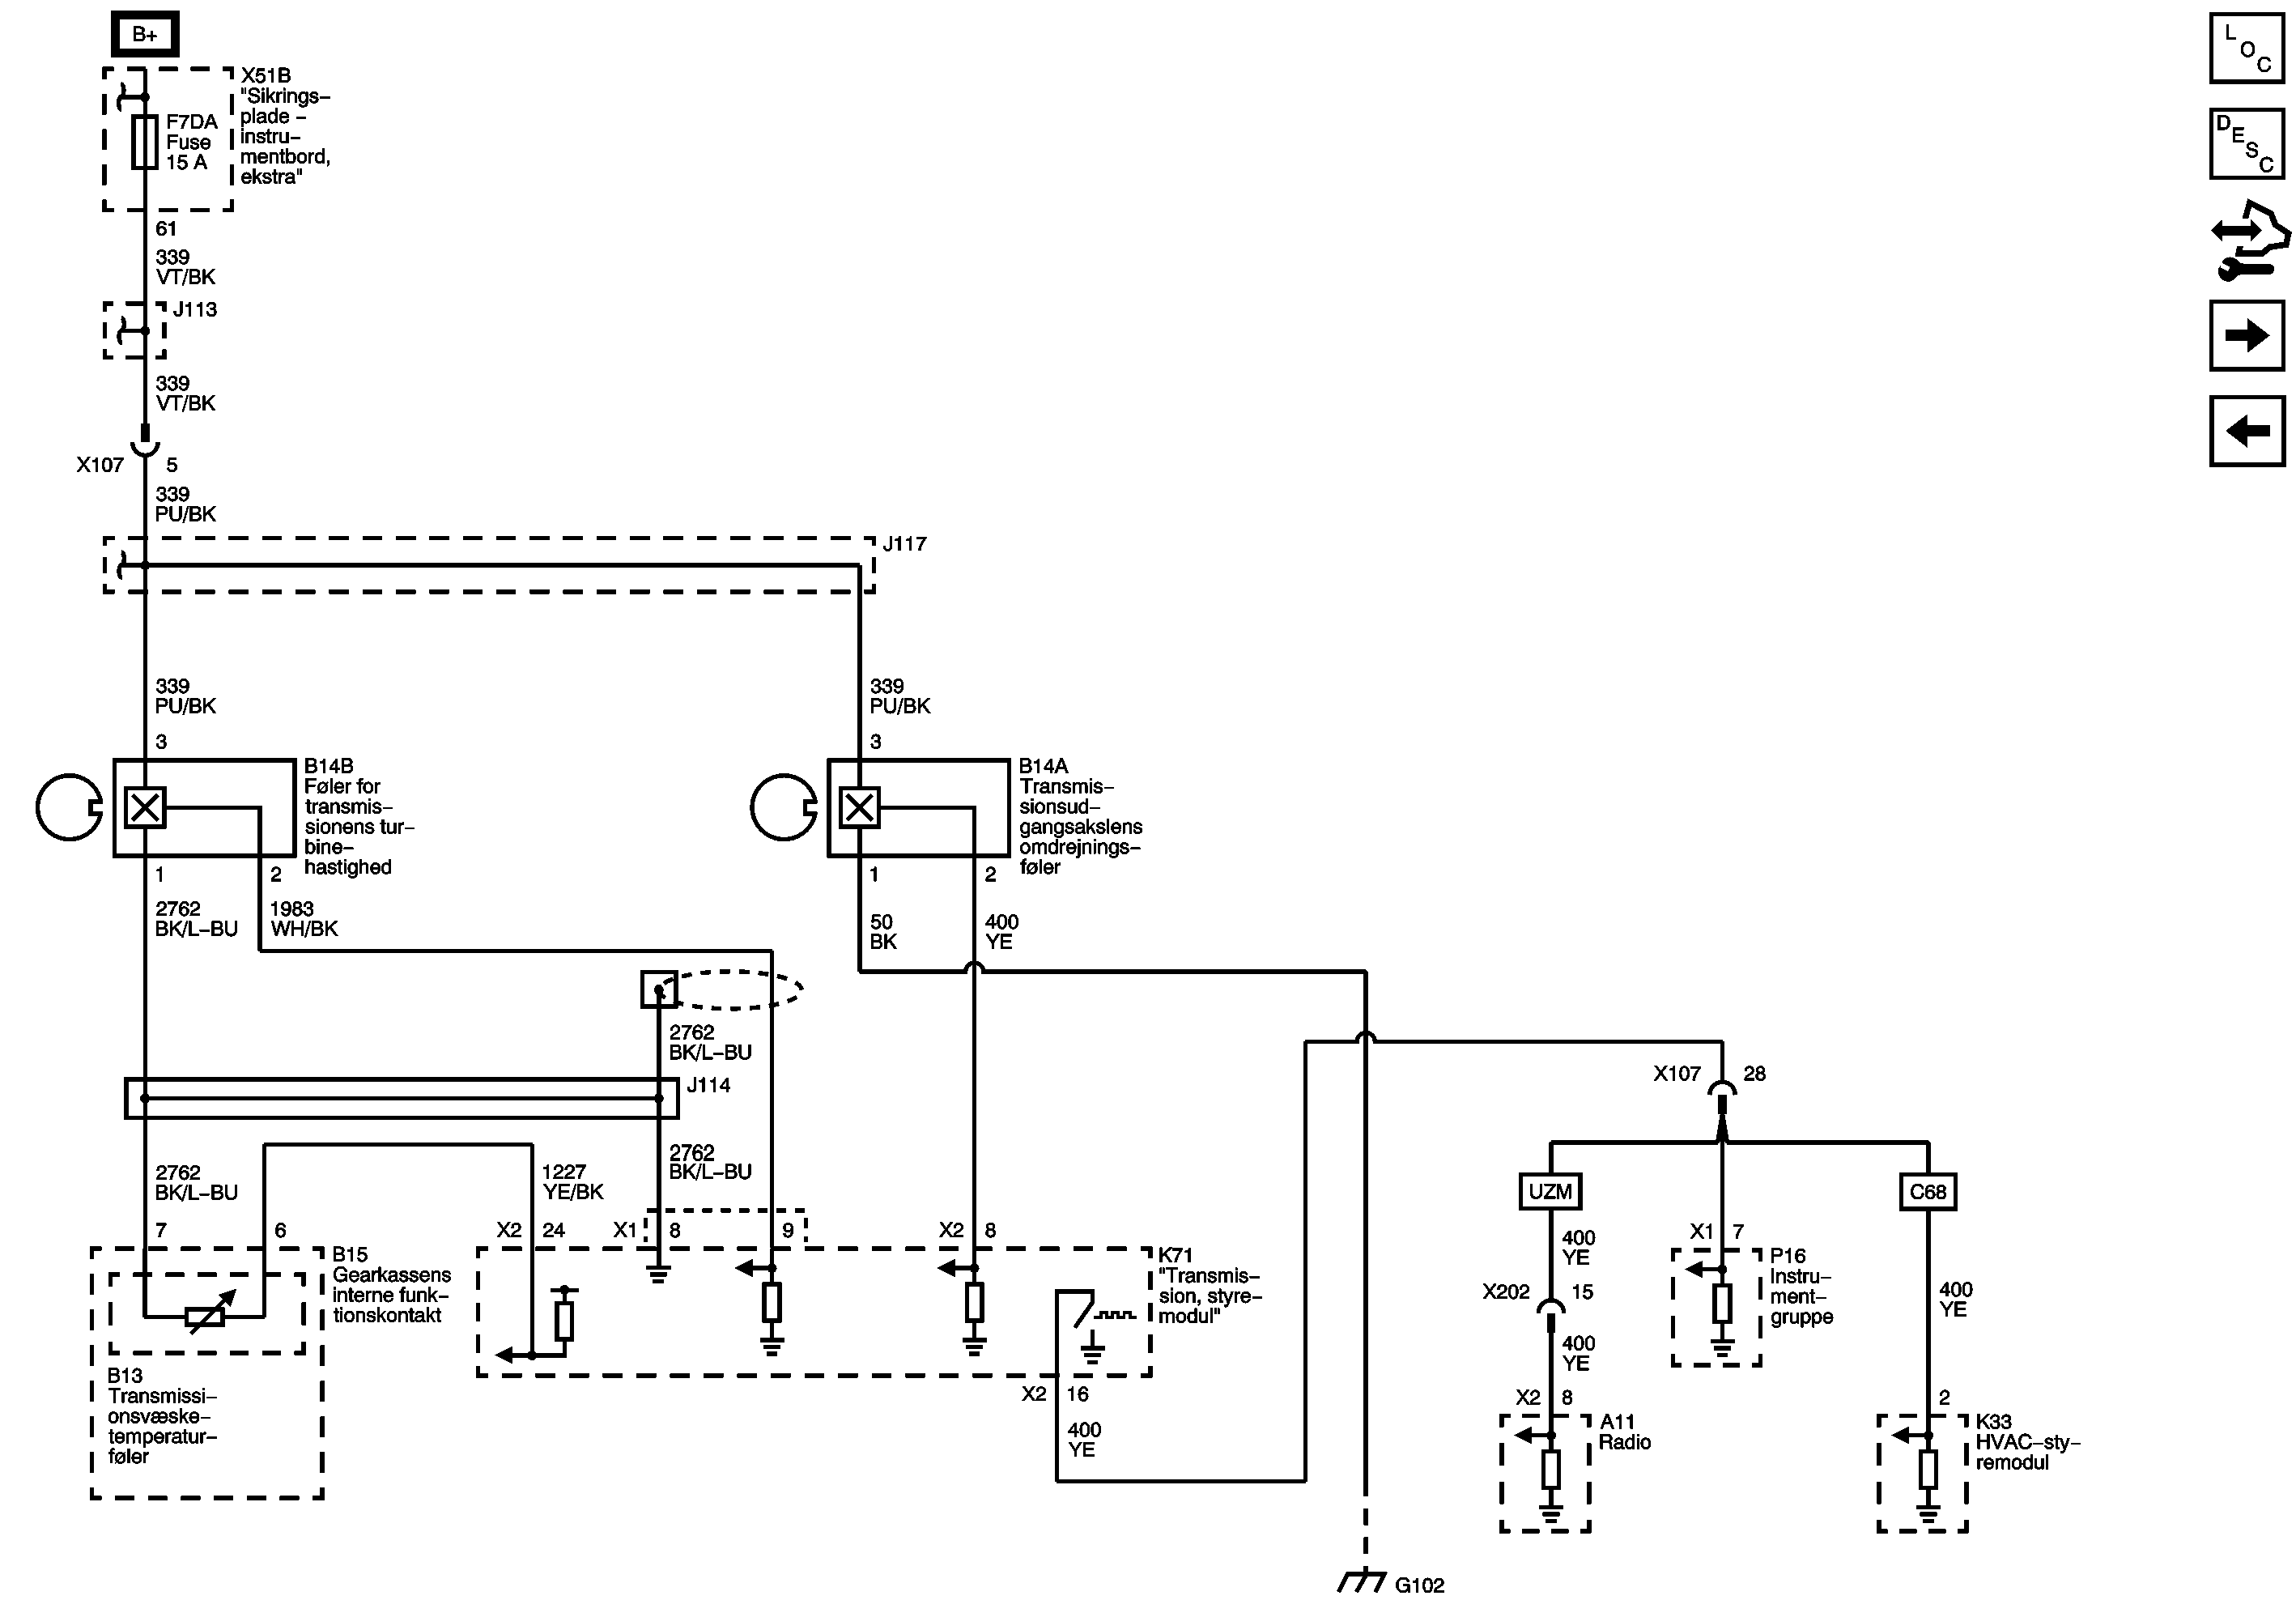 B+
X51B
"Sikrings-
plade -
instru-
mentbord,
ekstra"
F7DA
Fuse
15 A
61
339
VT/BK
J113
339
VT/BK
X107
5
339
PU/BK
J117
339
PU/BK
3
B14B
Føler for
transmis-
sionens tur-
bine-
hastighed
1
2
2762
BK/L-BU
1983
WH/BK
339
PU/BK
3
B14A
Transmis-
sionsud-
gangsakslens
omdrejnings-
føler
1
2
50
BK
400
YE
2762
BK/L-BU
J114
2762
BK/L-BU
1227
YE/BK
2762
BK/L-BU
7
6
X2
24
X1
8
9
X2
8
B15
Gearkassens
interne funk-
tionskontakt
B13
Transmissi-
onsvæske-
temperatur-
føler
K71
"Transmis-
sion, styre-
modul"
X2
16
400
YE
G102
X107
28
UZM
C68
400
YE
X202
15
400
YE
X2
8
A11
Radio
X1
7
P16
Instru-
ment-
gruppe
400
YE
2
K33
HVAC-sty-
remodul
L
O
C
D
E
S
C